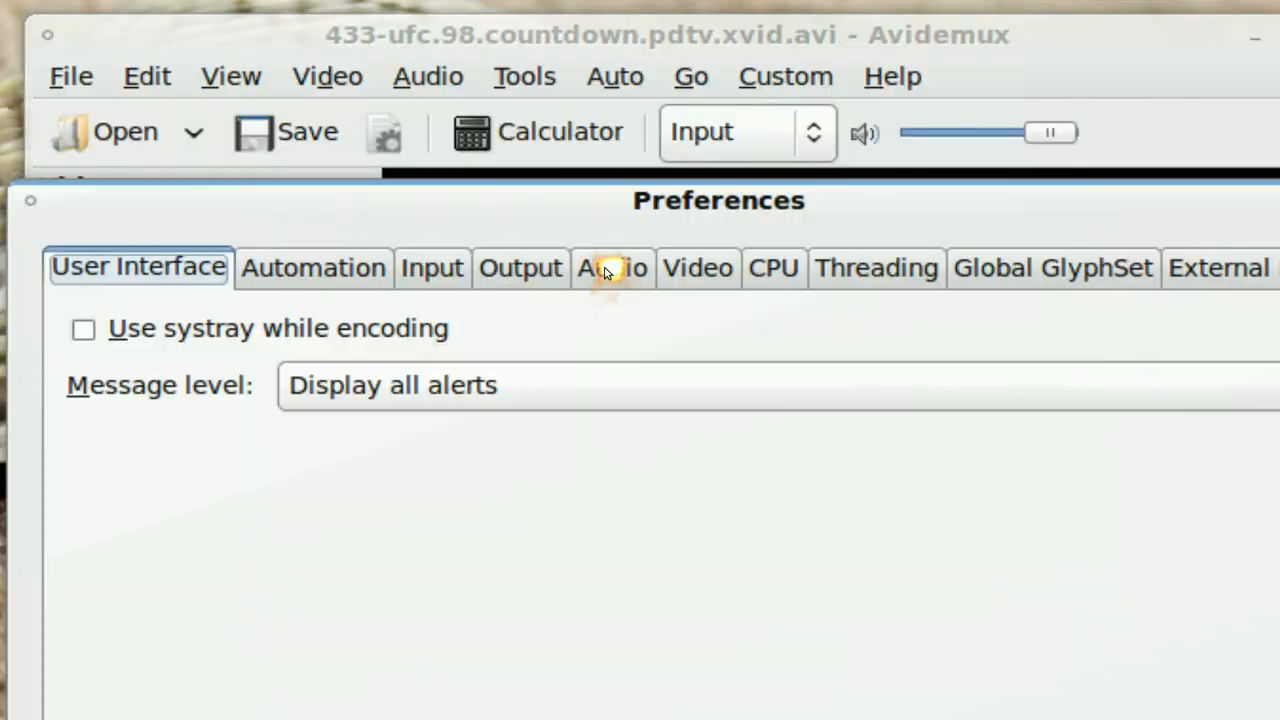 433-ufc.98.countdown.pdtv.xvid.avi - Avidemux
File Edit View Video Audio Tools Auto Go Custom Help
Open Save Calculator Input
Preferences
User Interface Automation Input Output Audio Video CPU Threading Global GlyphSet External
Use systray while encoding
Message level: Display all alerts